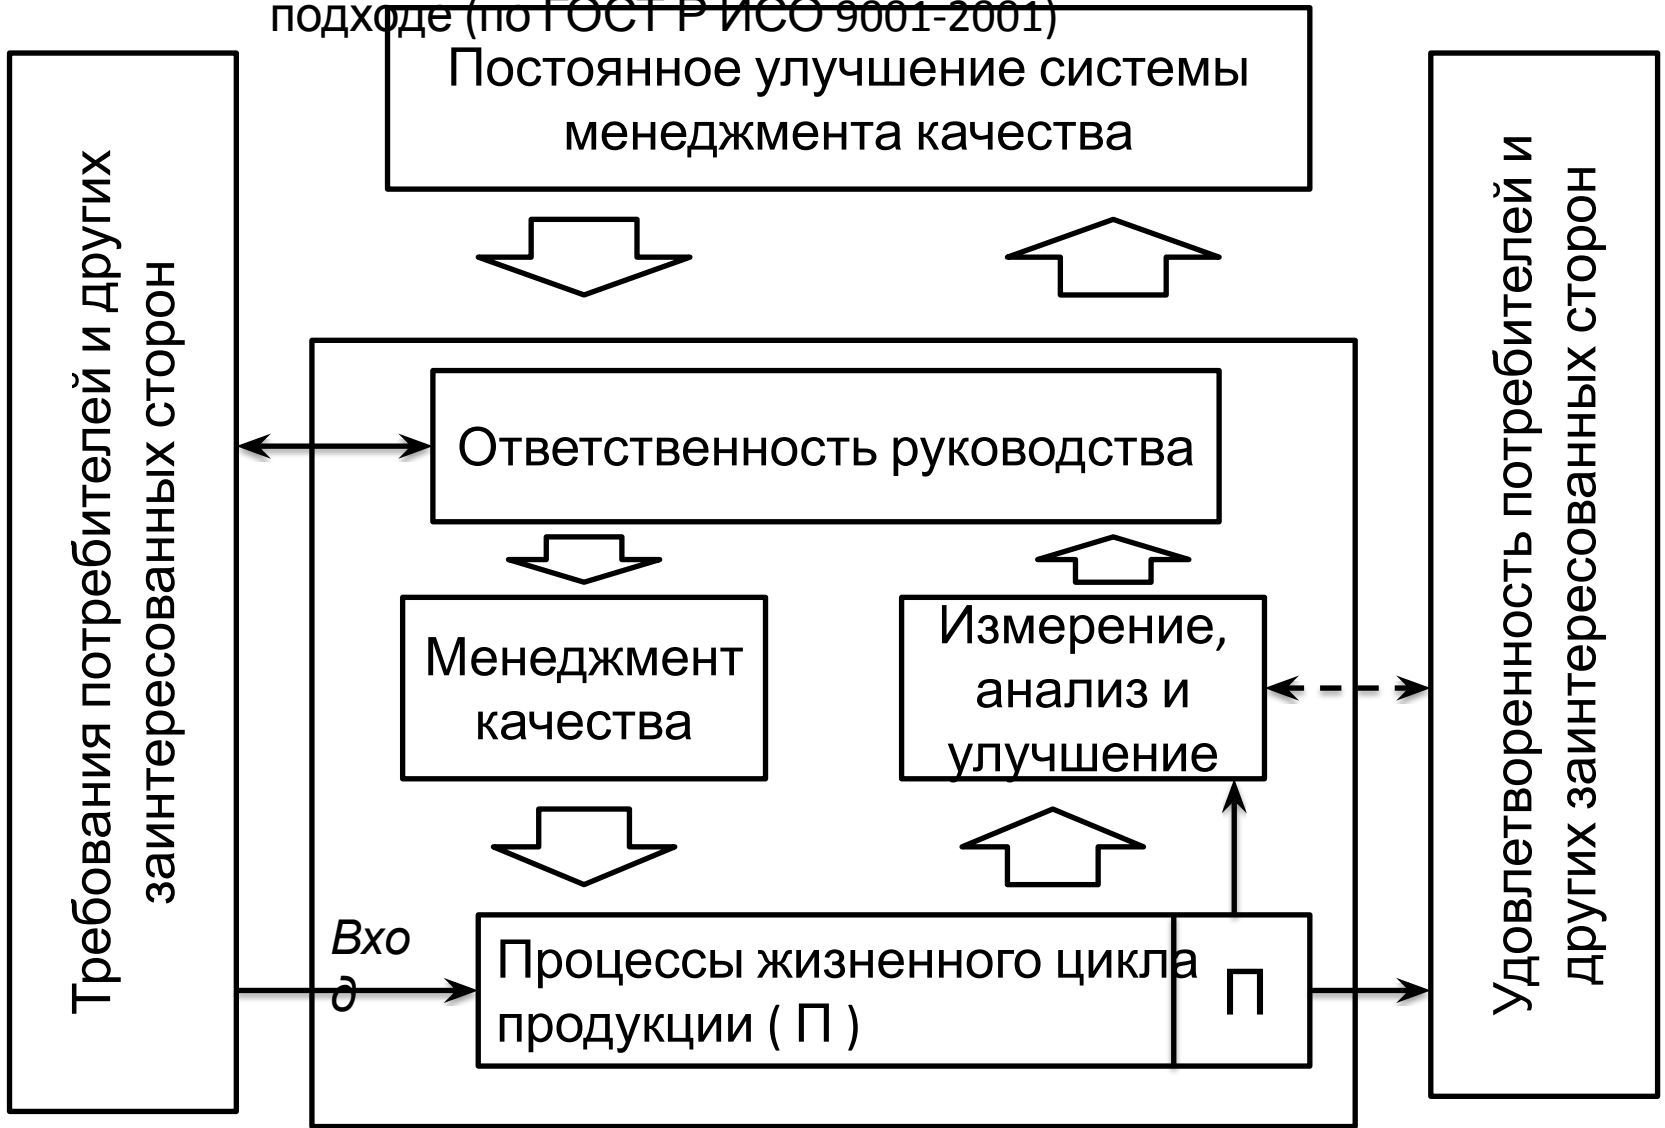 подходе (по ГОСТ Р ИСО 9001-2001)
Постоянное улучшение системы
менеджмента качества
Требования потребителей и других
заинтересованных сторон
Ответственность руководства
Менеджмент
качества
Измерение,
анализ и
улучшение
Вхо
д
Процессы жизненного цикла
продукции ( П )
П
Удовлетворенность потребителей и
других заинтересованных сторон